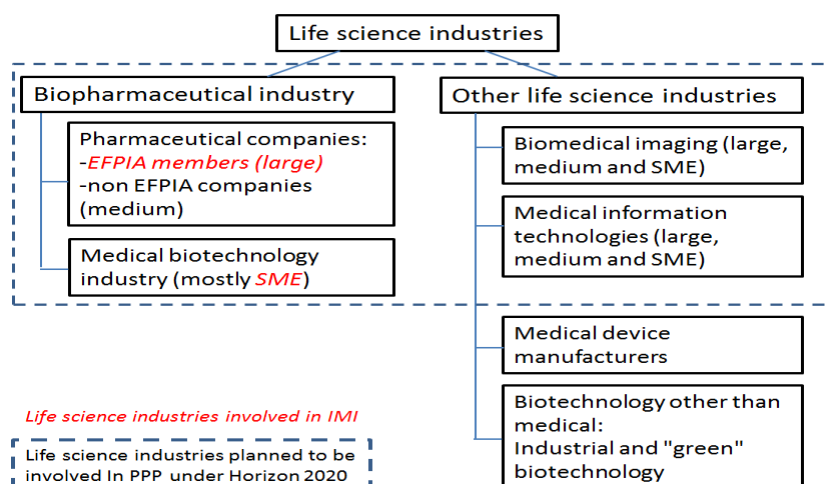 Life science industries
Biopharmaceutical industry
Pharmaceutical companies:
-EFPIA members (large)
-non EFPIA companies
(medium)
Medical biotechnology
industry (mostly SME)
Other life science industries
Biomedical imaging (large,
medium and SME)
Medical information
technologies (large,
medium and SME)
Medical device
manufacturers
Biotechnology other than
medical:
Industrial and "green"
biotechnology
Life science industries involved in IMI
Life science industries planned to be
involved In PPP under Horizon 2020